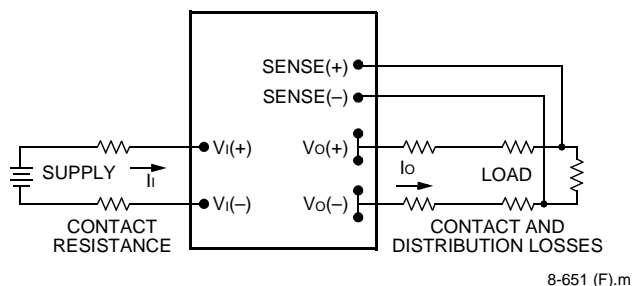 SENSE(+)
SENSE(–)
SUPPLY
II
VI(+)
VI(–)
CONTACT
RESISTANCE
VO(+)
VO(–)
IO
LOAD
CONTACT AND
DISTRIBUTION LOSSES
8-651 (F).m